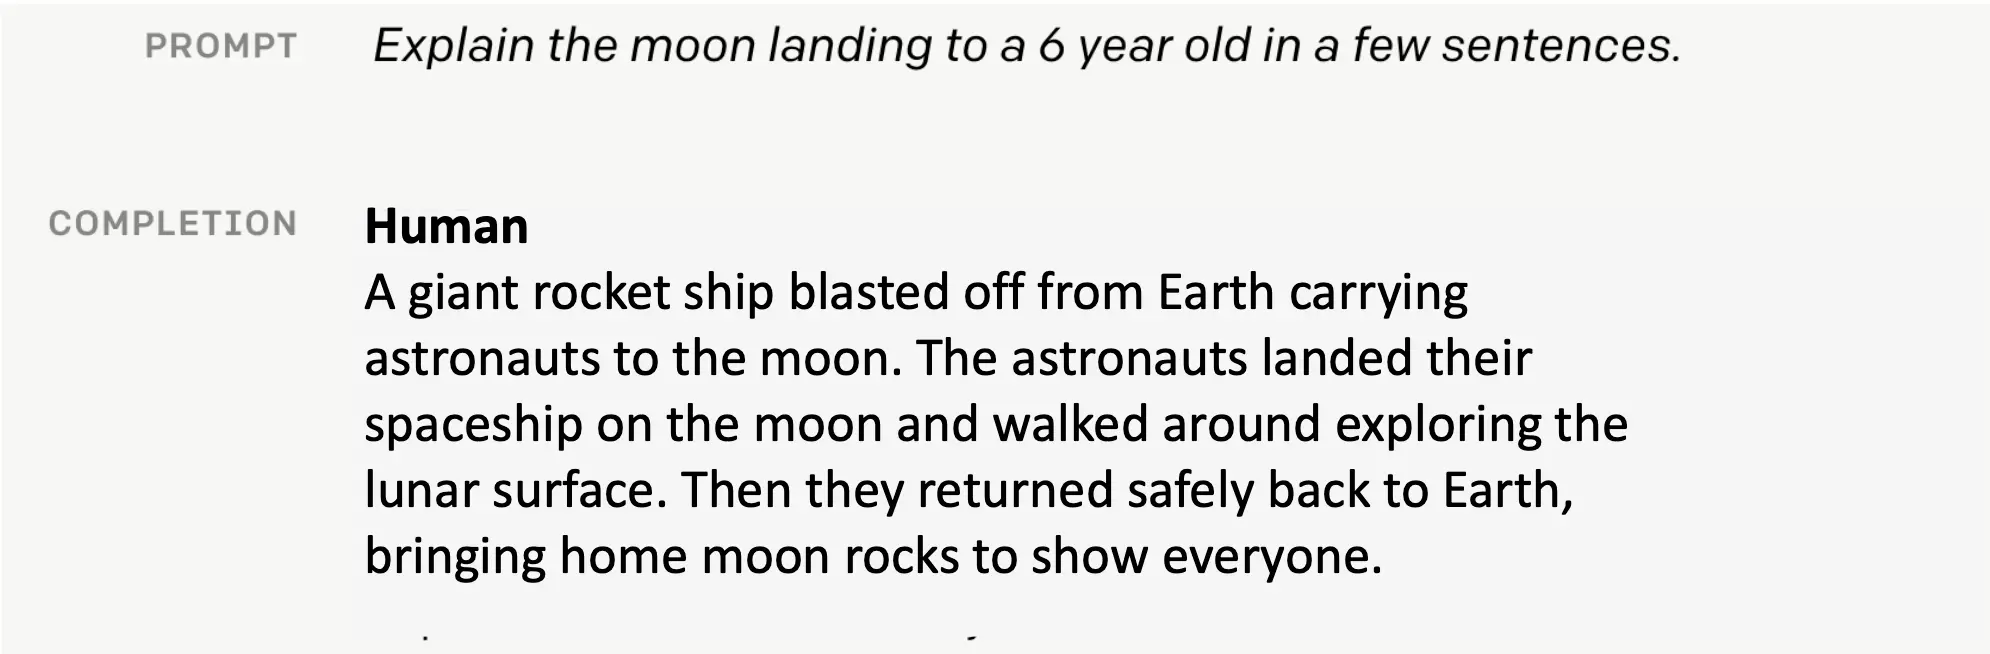 PROMPT Explain the moon landing to a 6 year old in a few sentences.
COMPLETION Human
A giant rocket ship blasted off from Earth carrying
astronauts to the moon. The astronauts landed their
spaceship on the moon and walked around exploring the
lunar surface. Then they returned safely back to Earth,
bringing home moon rocks to show everyone.